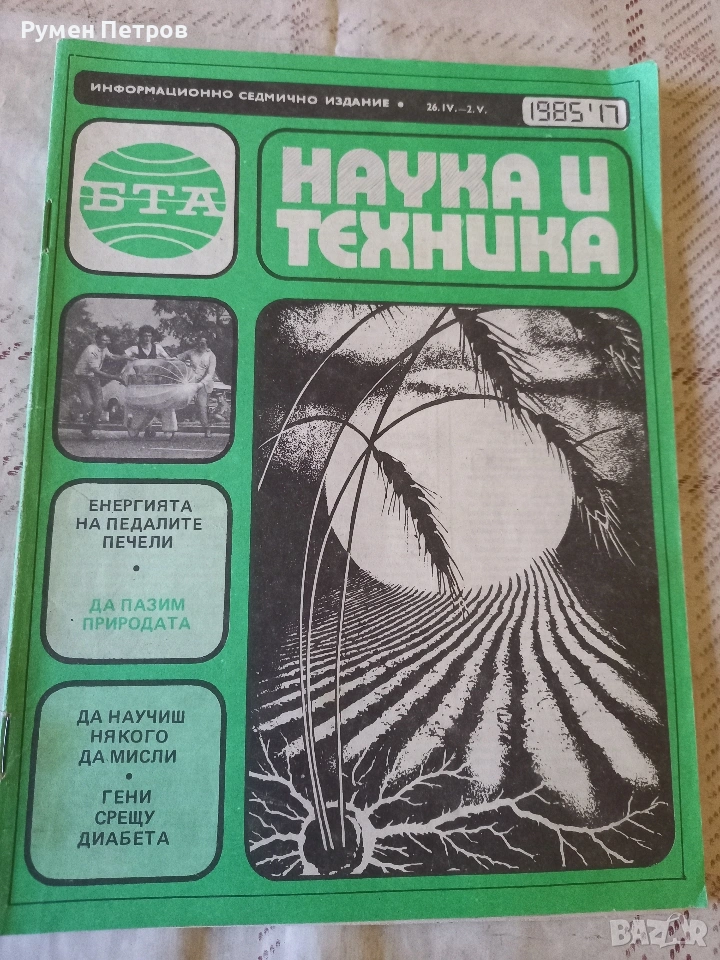 Румен Петров
ИНФОРМАЦИОННО СЕДМИЧНО ИЗДАНИЕ • 26.IV.—2.V. 1985'17
БТА
НАУКА И
ТЕХНИКА
ЕНЕРГИЯТА
НА ПЕДАЛИТЕ
ПЕЧЕЛИ
•
ДА ПАЗИМ
ПРИРОДАТА
ДА НАУЧИШ
НЯКОГО
ДА МИСЛИ
•
ГЕНИ
СРЕЩУ
ДИАБЕТА
BAZAR